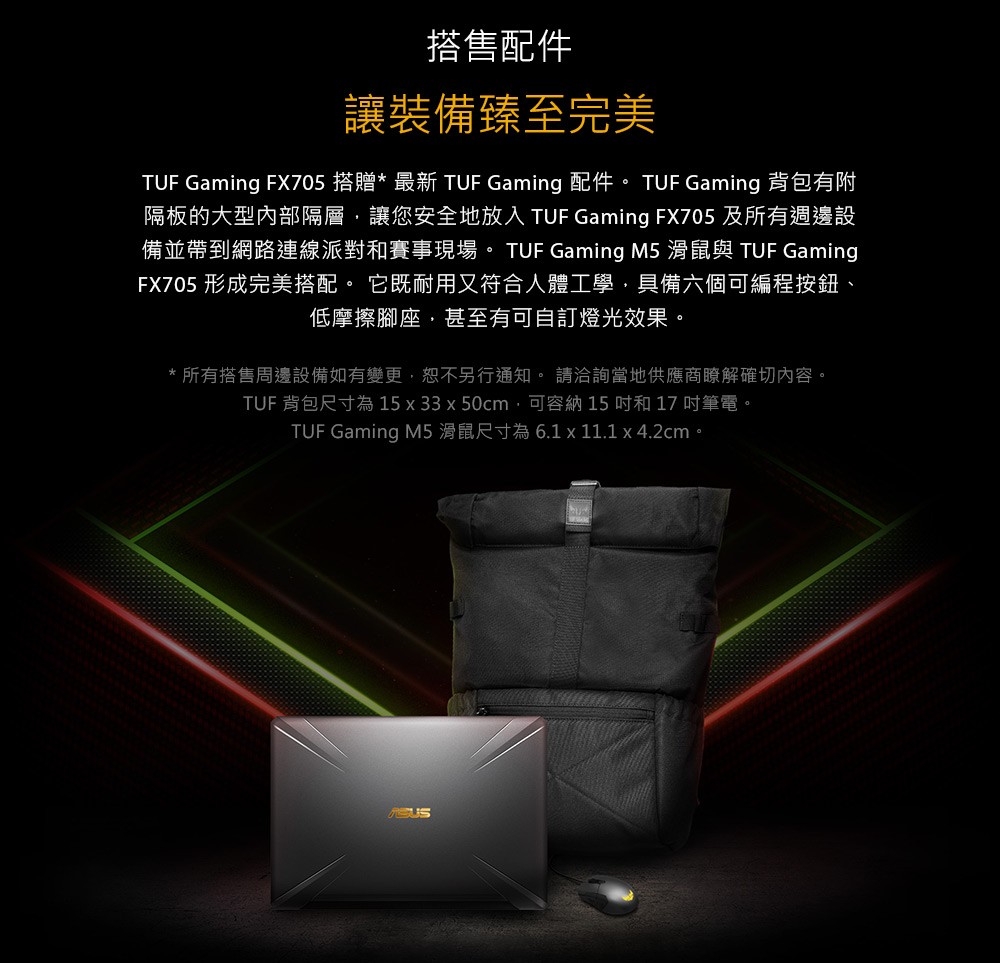 搭售配件
讓裝備臻至完美
TUF Gaming FX705 搭贈* 最新 TUF Gaming 配件。 TUF Gaming 背包有附
隔板的大型內部隔層，讓您安全地放入 TUF Gaming FX705 及所有週邊設
備並帶到網路連線派對和賽事現場。 TUF Gaming M5 滑鼠與 TUF Gaming
FX705 形成完美搭配。 它既耐用又符合人體工學，具備六個可編程按鈕、
低摩擦腳座，甚至有可自訂燈光效果。
* 所有搭售周邊設備如有變更，恕不另行通知。 請洽詢當地供應商瞭解確切內容。
TUF 背包尺寸為 15 x 33 x 50cm，可容納 15 吋和 17 吋筆電。
TUF Gaming M5 滑鼠尺寸為 6.1 x 11.1 x 4.2cm。
TUF
ASUS